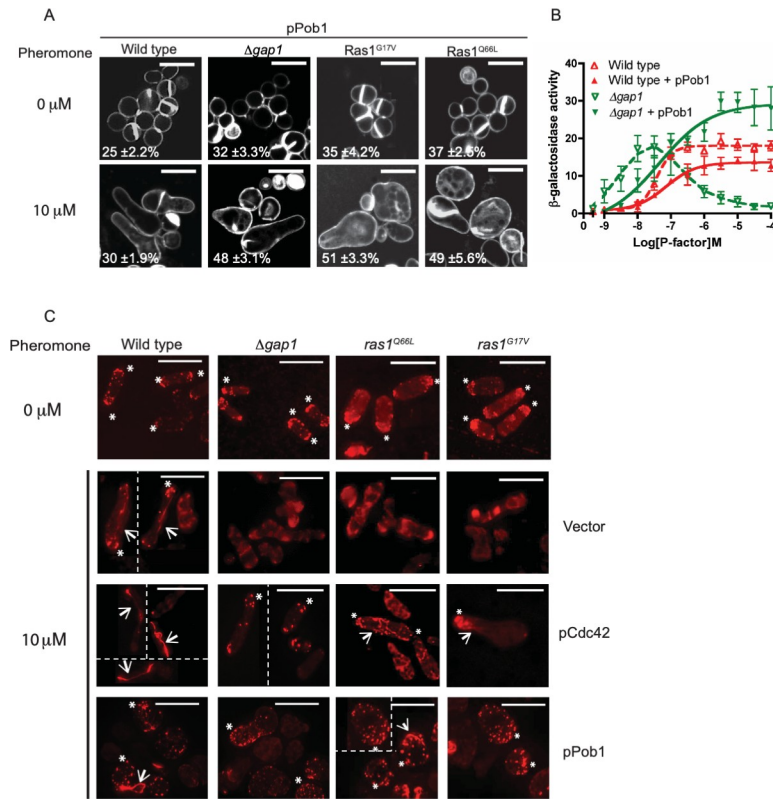 A
pPob1
Pheromone
Wild type
Δgap1
Ras1G17V
Ras1Q66L
0 μM
25 ±2.2%
32 ±3.3%
35 ±4.2%
37 ±2.5%
10 μM
30 ±1.9%
48 ±3.1%
51 ±3.3%
49 ±5.6%
B
Wild type
Wild type + pPob1
Δgap1
Δgap1 + pPob1
β-galactosidase activity
40
30
20
10
0
-9
-8
-7
-6
-5
-4
Log[P-factor]M
C
Pheromone
Wild type
Δgap1
ras1Q66L
ras1G17V
0 μM
Vector
10 μM
pCdc42
pPob1